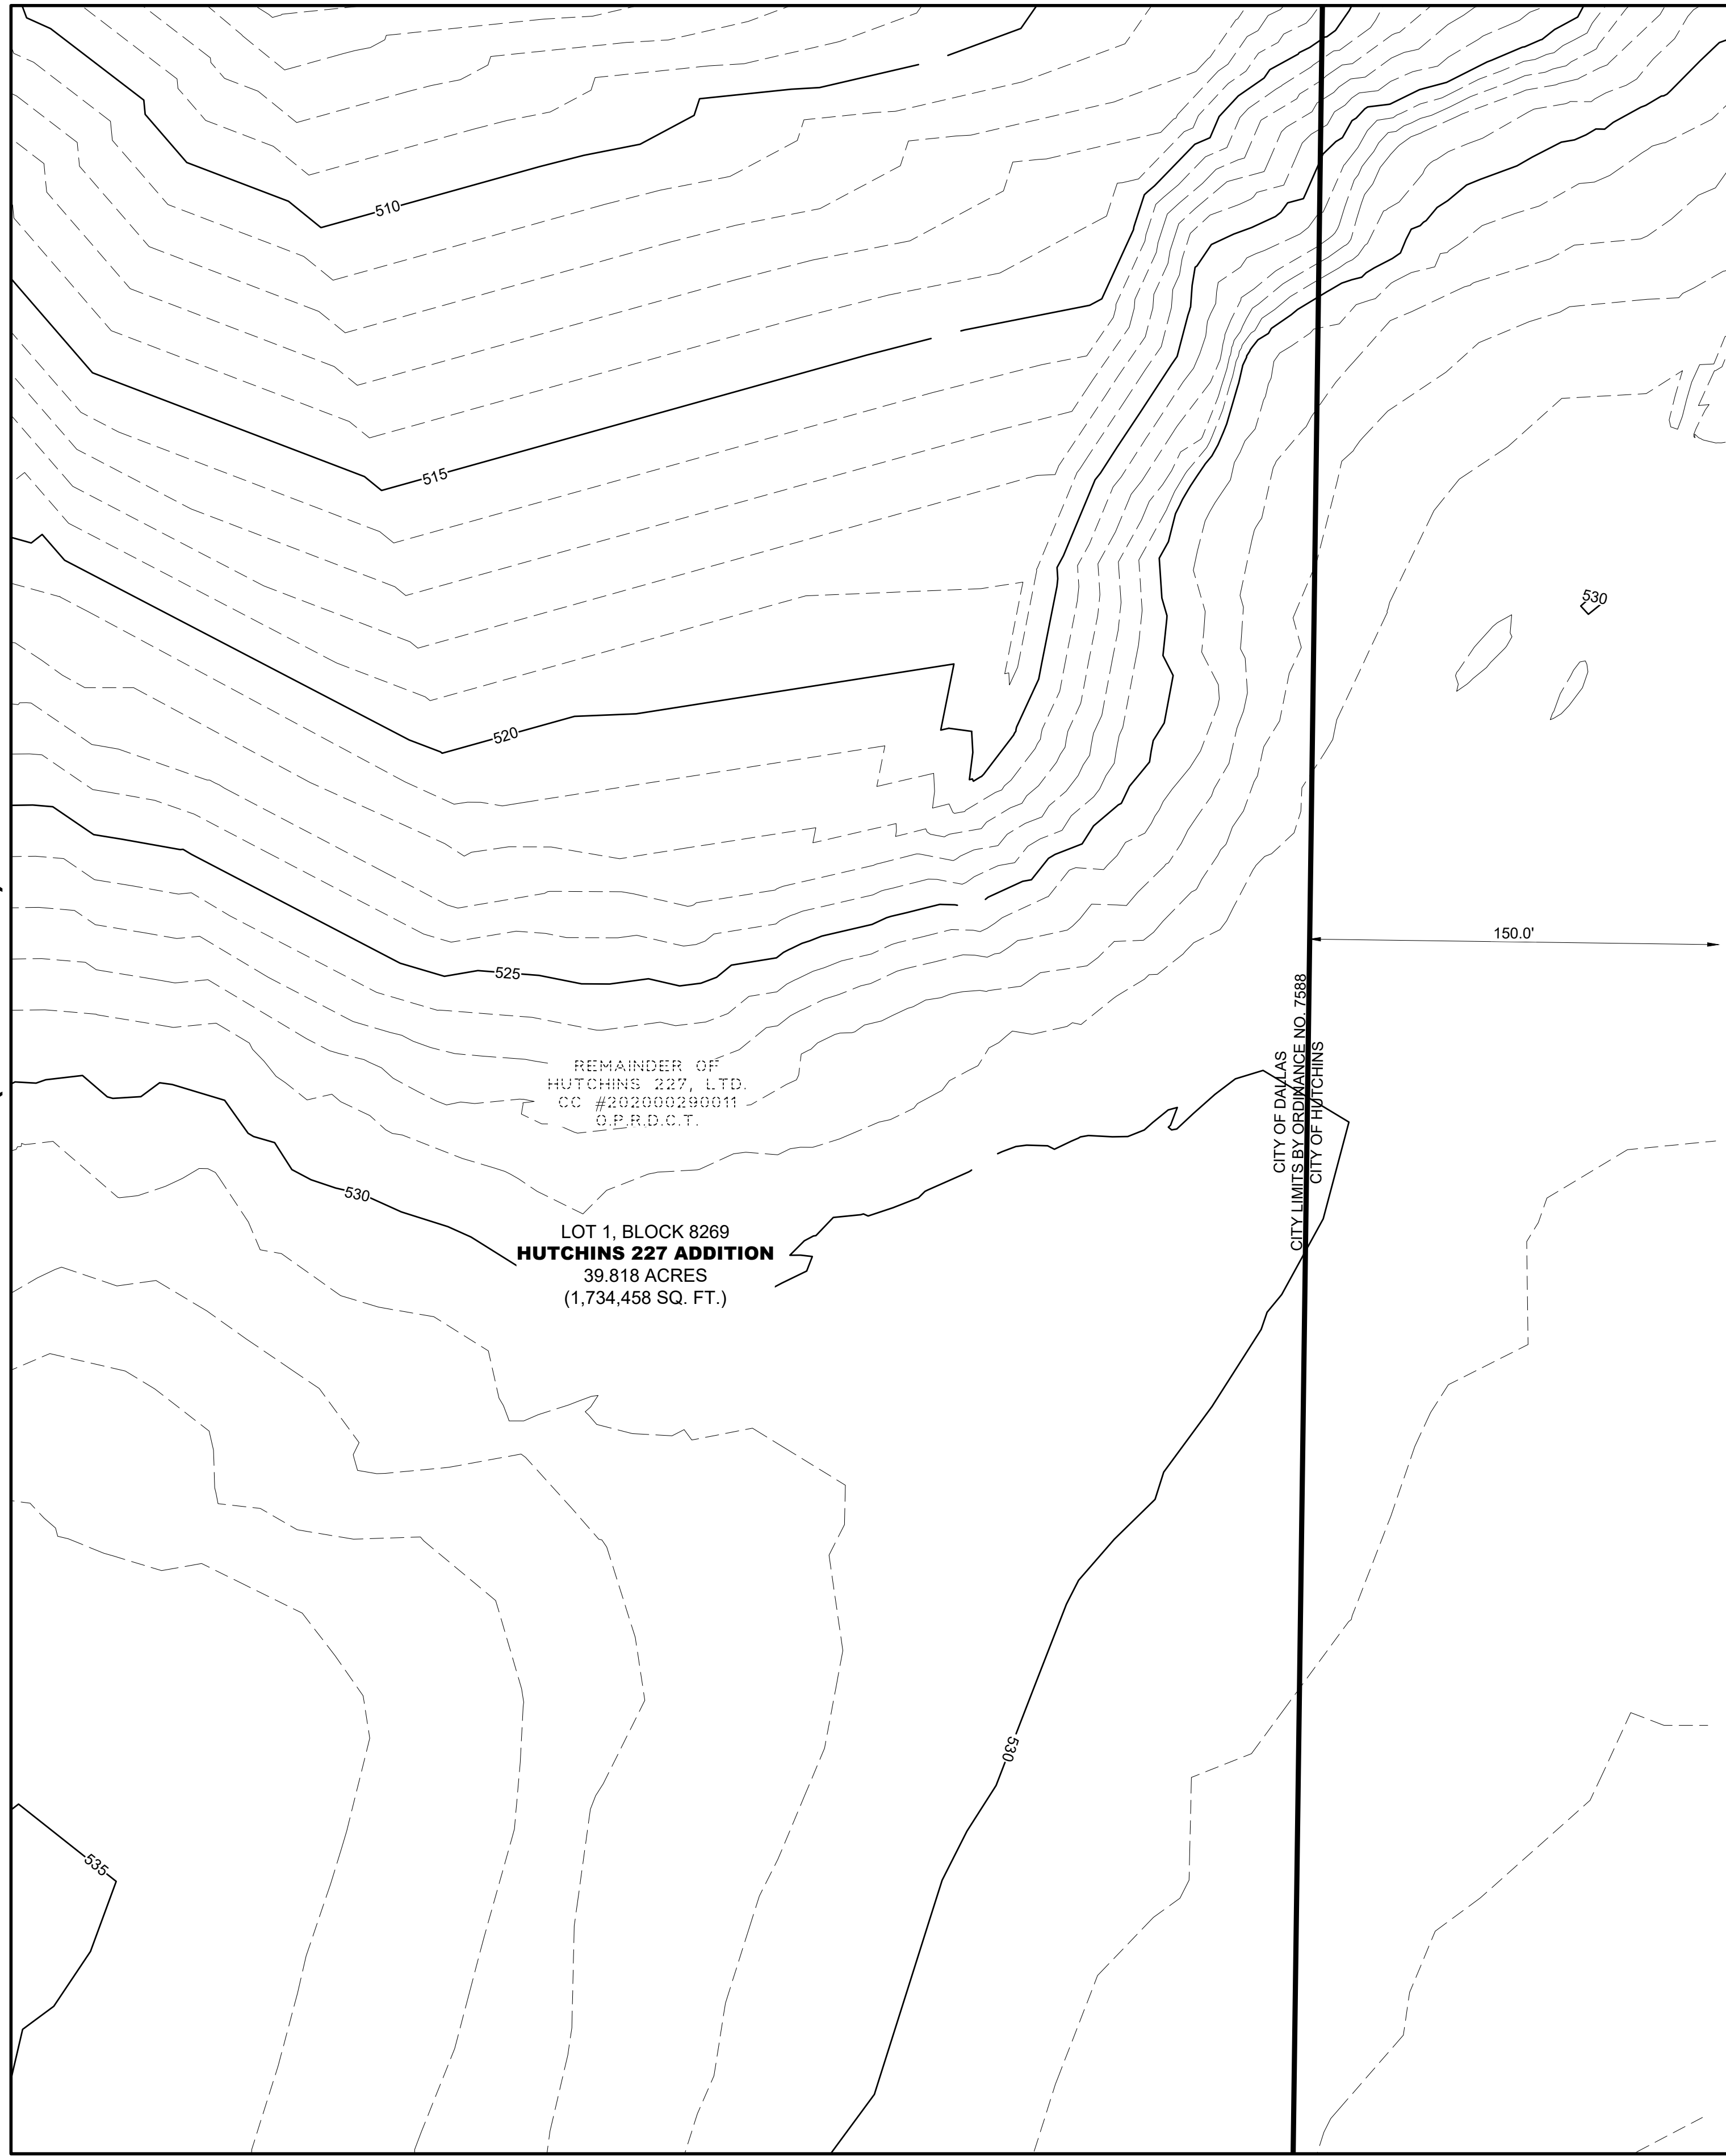 510
515
520
530
150.0'
525
CITY OF DALLAS
CITY LIMITS BY ORDINANCE NO. 7588
CITY OF HUTCHINS
REMAINDER OF
HUTCHINS 227, LTD.
CC #202000290011
O.P.R.D.C.T.
530
LOT 1, BLOCK 8269
HUTCHINS 227 ADDITION
39.818 ACRES
(1,734,458 SQ. FT.)
530
535